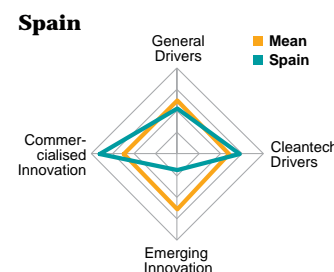 Spain
General
Drivers
Mean
Spain
Commer-
cialised
Innovation
Cleantech
Drivers
Emerging
Innovation